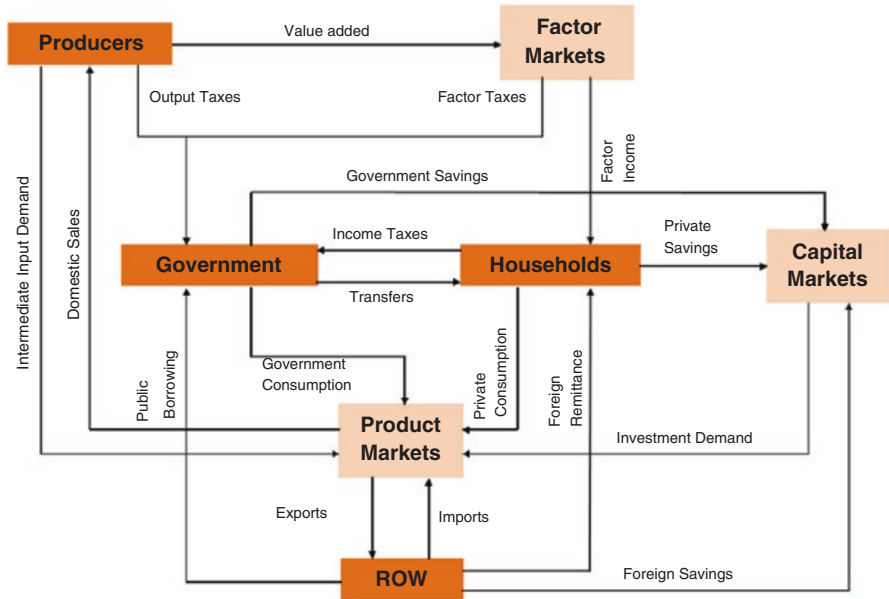 Producers
Value added
Factor
Markets
Output Taxes
Factor Taxes
Factor
Income
Government Savings
Intermediate Input Demand
Domestic Sales
Government
Income Taxes
Transfers
Households
Private
Savings
Capital
Markets
Public
Borrowing
Government
Consumption
Private
Consumption
Foreign
Remittance
Product
Markets
Investment Demand
Exports
Imports
ROW
Foreign Savings